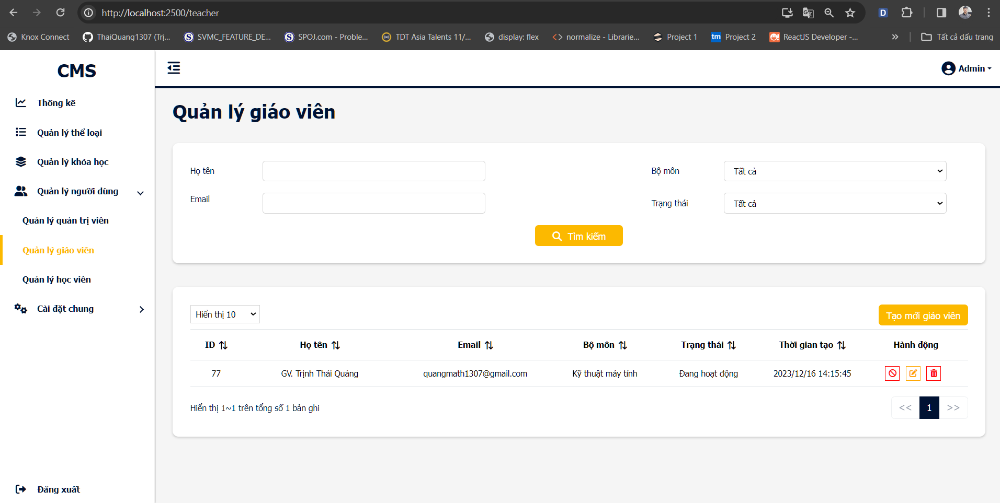 http://localhost:2500/teacher
D
Knox Connect
ThaiQuang1307 (Trị...
SVMC_FEATURE_DE...
SPOJ.com - Proble...
TDT Asia Talents 11/...
display: flex
<> normalize - Librarie...
Project 1
tm Project 2
ReactJS Developer -...
Tất cả dấu trang
CMS
Admin
Thống kê
Quản lý thể loại
Quản lý khóa học
Quản lý người dùng
Quản lý quản trị viên
Quản lý giáo viên
Quản lý học viên
Cài đặt chung
Đăng xuất
Quản lý giáo viên
Họ tên
Bộ môn
Tất cả
Email
Trạng thái
Tất cả
Tìm kiếm
Hiển thị 10
Tạo mới giáo viên
ID Họ tên Email Bộ môn Trạng thái Thời gian tạo Hành động
77 GV. Trịnh Thái Quảng quangmath1307@gmail.com Kỹ thuật máy tính Đang hoạt động 2023/12/16 14:15:45
Hiển thị 1~1 trên tổng số 1 bản ghi
<< 1 >>